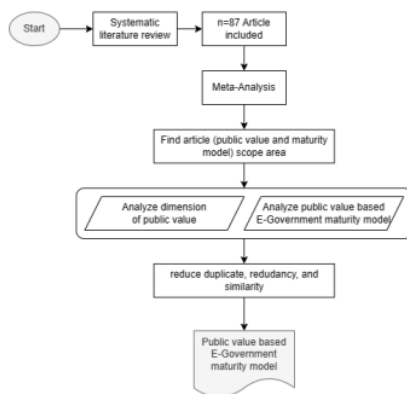 Start
Systematic
literature review
n=87 Article
included
Meta-Analysis
Find article (public value and maturity
model) scope area
Analyze dimension
of public value
Analyze public value based
E-Government maturity model
reduce duplicate, redudancy, and
similarity
Public value based
E-Government
maturity model